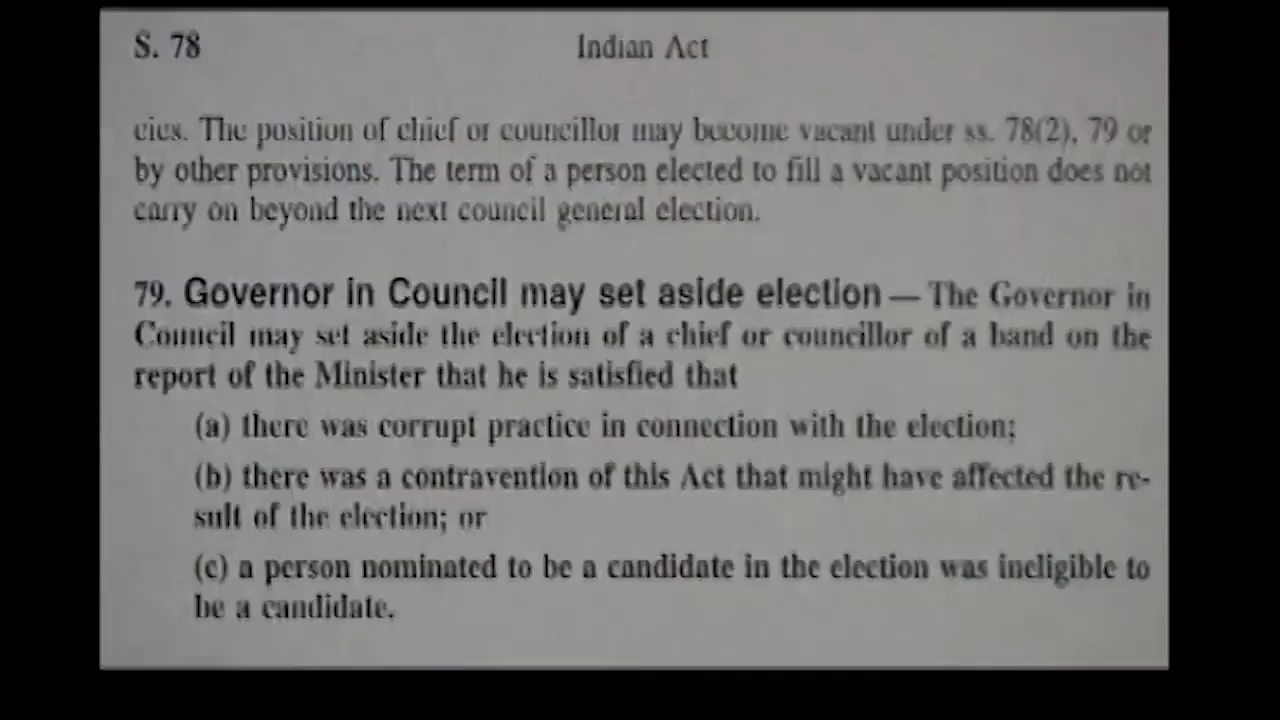 S. 78 Indian Act
cies. The position of chief or councillor may become vacant under ss. 78(2), 79 or
by other provisions. The term of a person elected to fill a vacant position does not
carry on beyond the next council general election.
79. Governor in Council may set aside election — The Governor in
Council may set aside the election of a chief or councillor of a band on the
report of the Minister that he is satisfied that
(a) there was corrupt practice in connection with the election;
(b) there was a contravention of this Act that might have affected the re-
sult of the election; or
(c) a person nominated to be a candidate in the election was ineligible to
be a candidate.